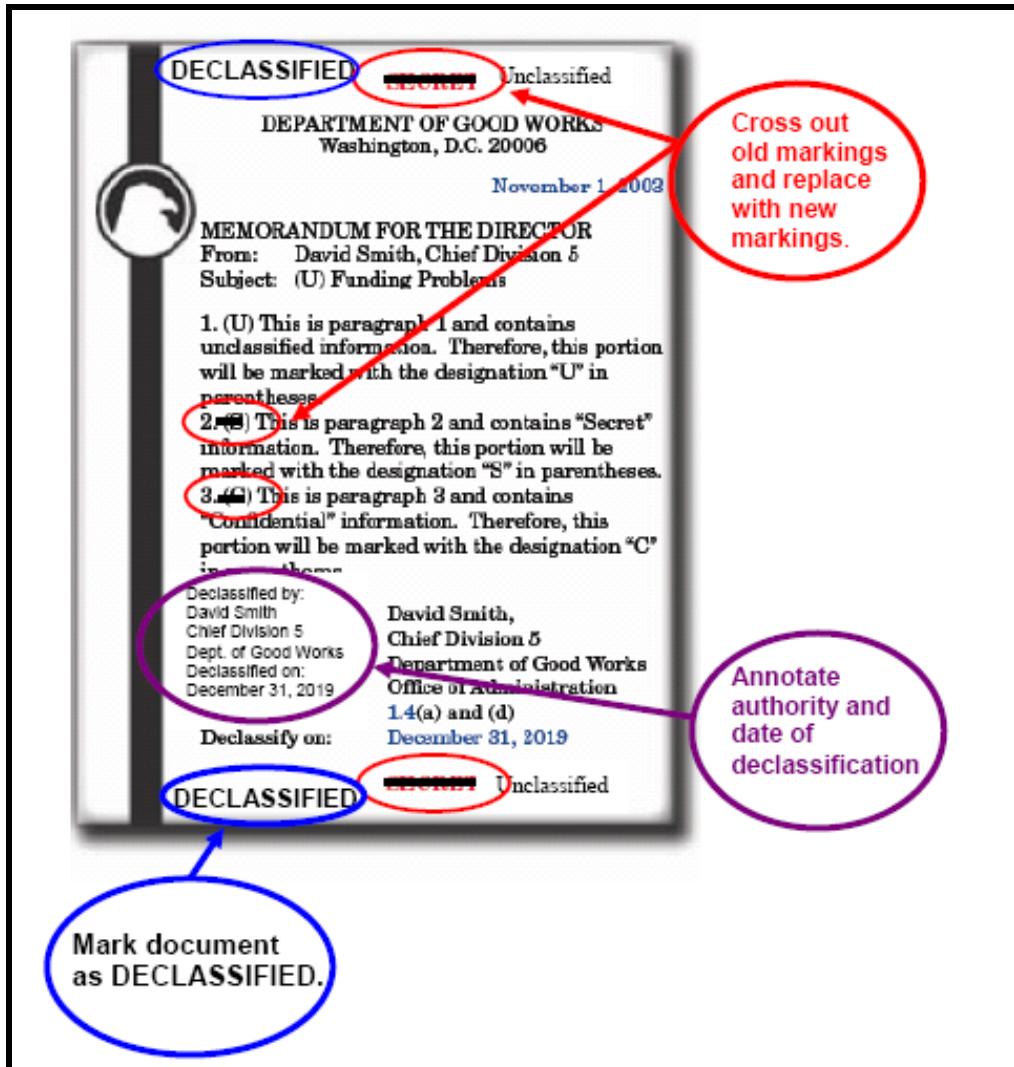 DECLASSIFIED SECRET Unclassified
DEPARTMENT OF GOOD WORKS
Washington, D.C. 20006
November 1, 2003
MEMORANDUM FOR THE DIRECTOR
From: David Smith, Chief Division 5
Subject: (U) Funding Problems
1. (U) This is paragraph 1 and contains
unclassified information. Therefore, this portion
will be marked with the designation “U” in
parentheses.
2. (S) This is paragraph 2 and contains “Secret”
information. Therefore, this portion will be
marked with the designation “S” in parentheses.
3. (C) This is paragraph 3 and contains
“Confidential” information. Therefore, this
portion will be marked with the designation “C”
Declassified by:
David Smith
Chief Division 5
Dept. of Good Works
Declassified on:
December 31, 2019
David Smith,
Chief Division 5
Department of Good Works
Office of Administration
1.4(a) and (d)
Declassify on: December 31, 2019
DECLASSIFIED SECRET Unclassified
Cross out
old markings
and replace
with new
markings.
Annotate
authority and
date of
declassification
Mark document
as DECLASSIFIED.